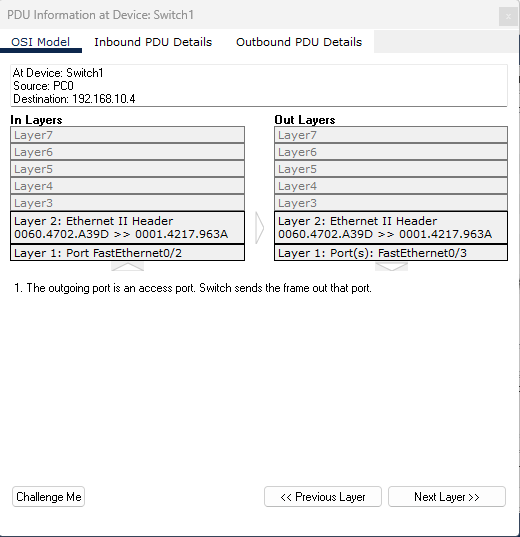 PDU Information at Device: Switch1
OSI Model Inbound PDU Details Outbound PDU Details
At Device: Switch1
Source: PC0
Destination: 192.168.10.4
In Layers
Layer7
Layer6
Layer5
Layer4
Layer3
Layer 2: Ethernet II Header
0060.4702.A39D >> 0001.4217.963A
Layer 1: Port FastEthernet0/2
Out Layers
Layer7
Layer6
Layer5
Layer4
Layer3
Layer 2: Ethernet II Header
0060.4702.A39D >> 0001.4217.963A
Layer 1: Port(s): FastEthernet0/3
1. The outgoing port is an access port. Switch sends the frame out that port.
Challenge Me << Previous Layer Next Layer >>